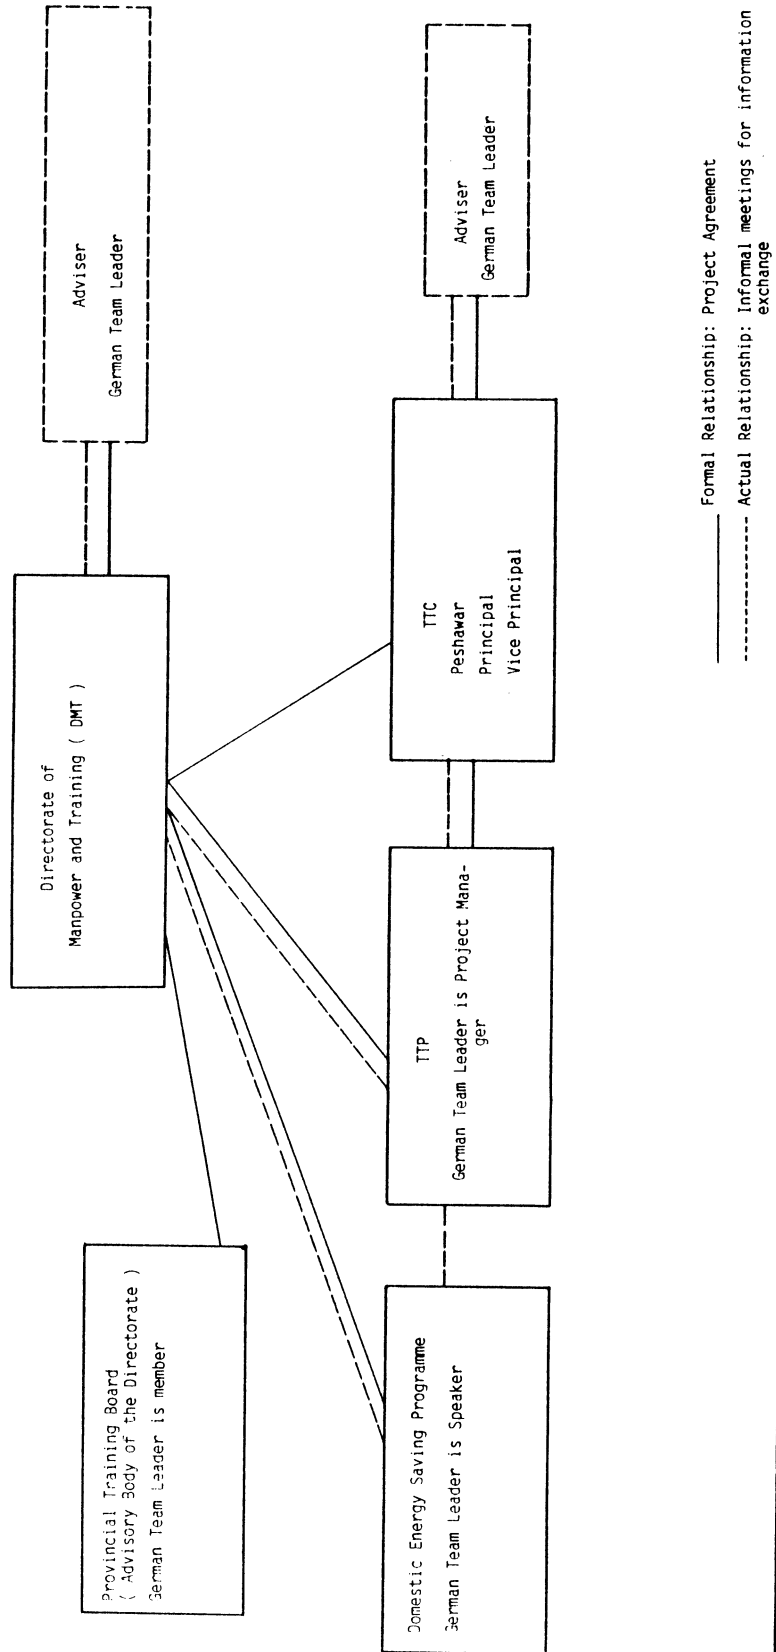 Provincial Training Board
( Advisory Body of the Directorate )
German Team Leader is member
Directorate of
Manpower and Training ( DMT )
Adviser
German Team Leader
Domestic Energy Saving Programme
German Team Leader is Speaker
TTP
German Team Leader is Project Mana-
ger
TTC
Peshawar
Principal
Vice Principal
Adviser
German Team Leader
Formal Relationship: Project Agreement
Actual Relationship: Informal meetings for information
exchange